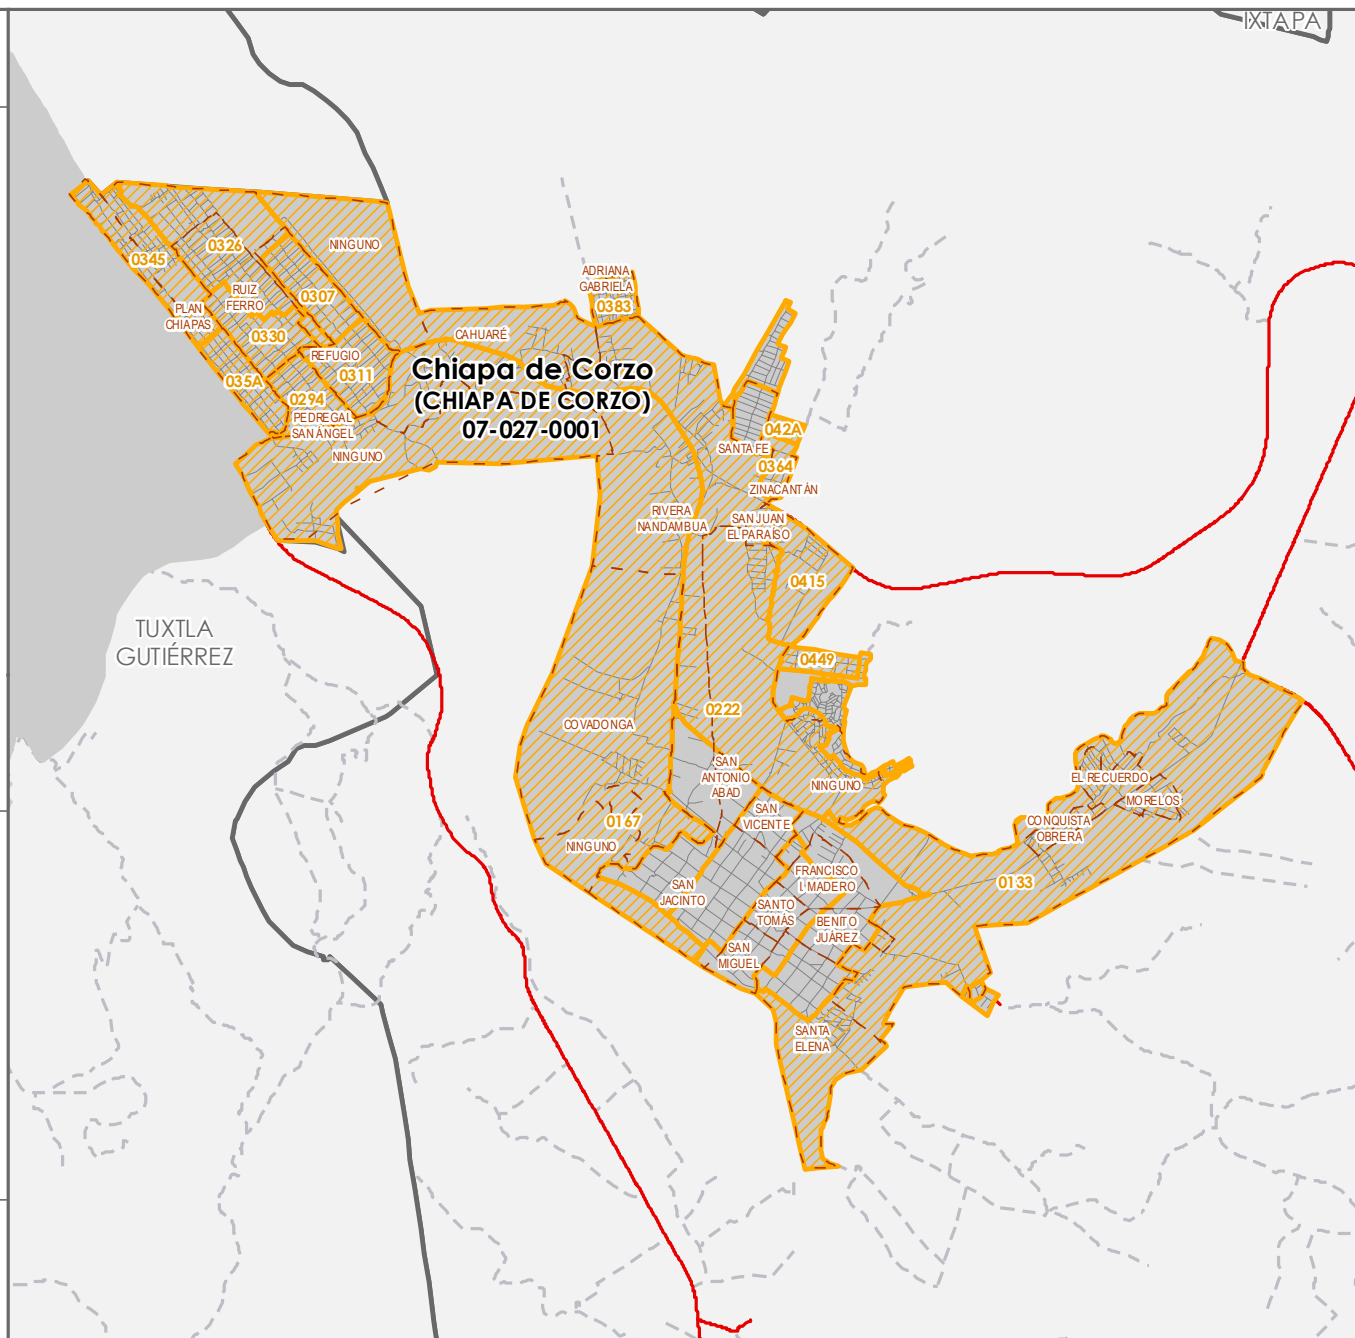 IXTAPA
NINGUNO
0326
0345
ADRIANA
GABRIELA
0383
RUIZ
FERRO
0307
PLAN
CHIAPAS
0330
CAHUARÉ
REFUGIO
0311
035A
0294
PEDREGAL
SAN ÁNGEL
NINGUNO
Chiapa de Corzo
(CHIAPA DE CORZO)
07-027-0001
042A
SANTA FE
0364
ZINACANTÁN
RIVERA
NANDAMBUA
SAN JUAN
EL PARAÍSO
0415
TUXTLA
GUTIÉRREZ
0449
0222
COVADONGA
SAN
ANTONIO
ABAD
NINGUNO
EL RECUERDO
MORELOS
CONQUISTA
OBRERA
SAN
VICENTE
0167
NINGUNO
FRANCISCO
I. MADERO
0133
SAN
JACINTO
SANTO
TOMÁS
BENITO
JUÁREZ
SAN
MIGUEL
SANTA
ELENA